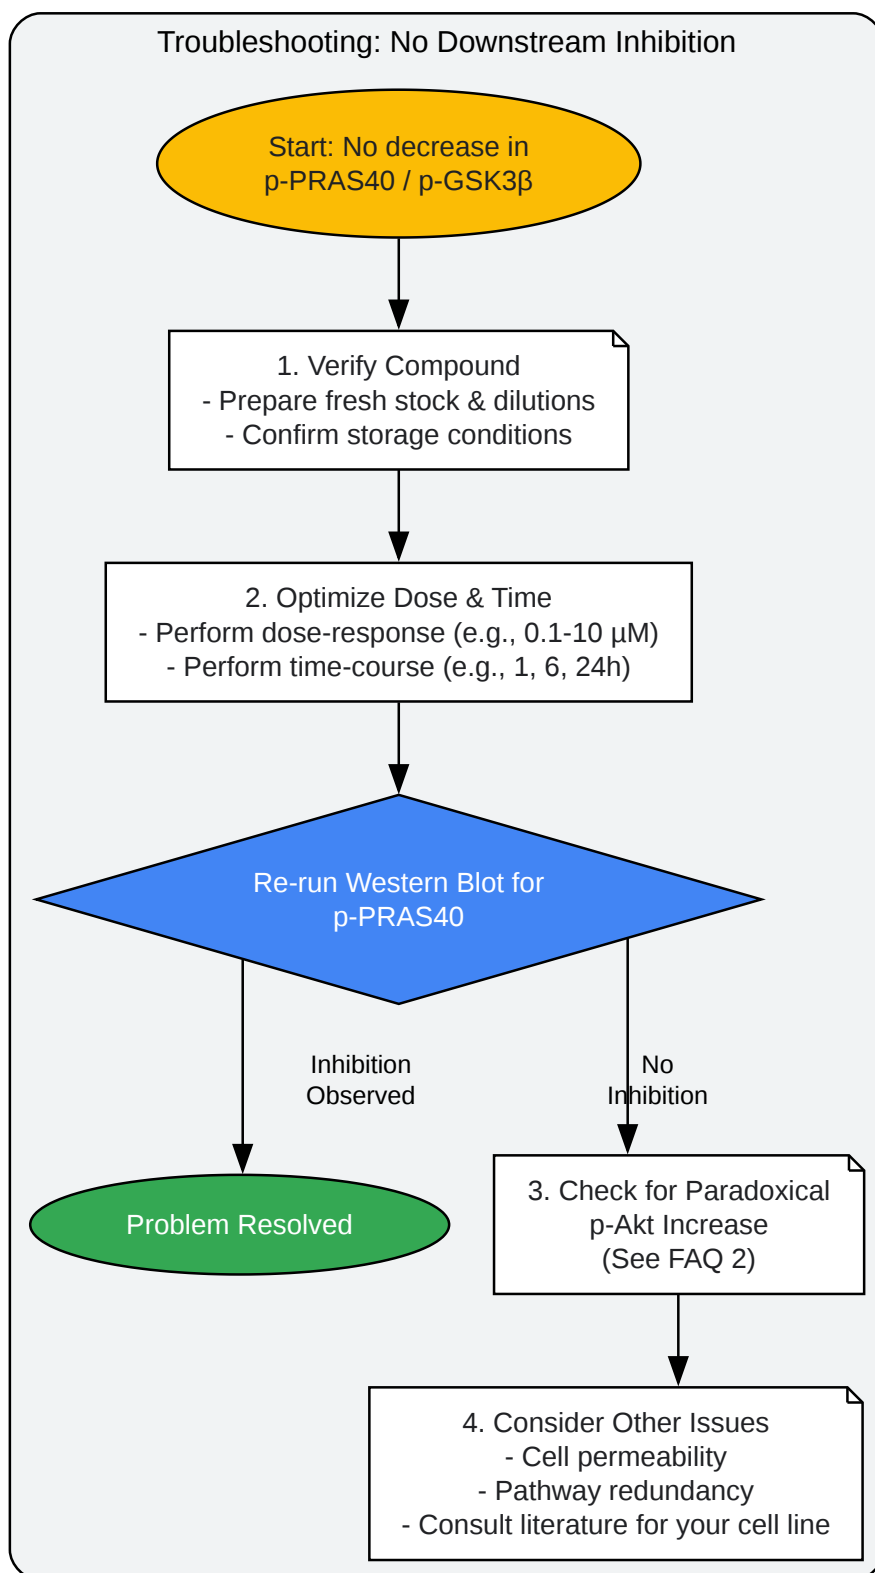 Troubleshooting: No Downstream Inhibition
Start: No decrease in
p-PRAS40 / p-GSK3β
1. Verify Compound
- Prepare fresh stock & dilutions
- Confirm storage conditions
2. Optimize Dose & Time
- Perform dose-response (e.g., 0.1-10 µM)
- Perform time-course (e.g., 1, 6, 24h)
Re-run Western Blot for
p-PRAS40
Inhibition
Observed
No
Inhibition
Problem Resolved
3. Check for Paradoxical
p-Akt Increase
(See FAQ 2)
4. Consider Other Issues
- Cell permeability
- Pathway redundancy
- Consult literature for your cell line